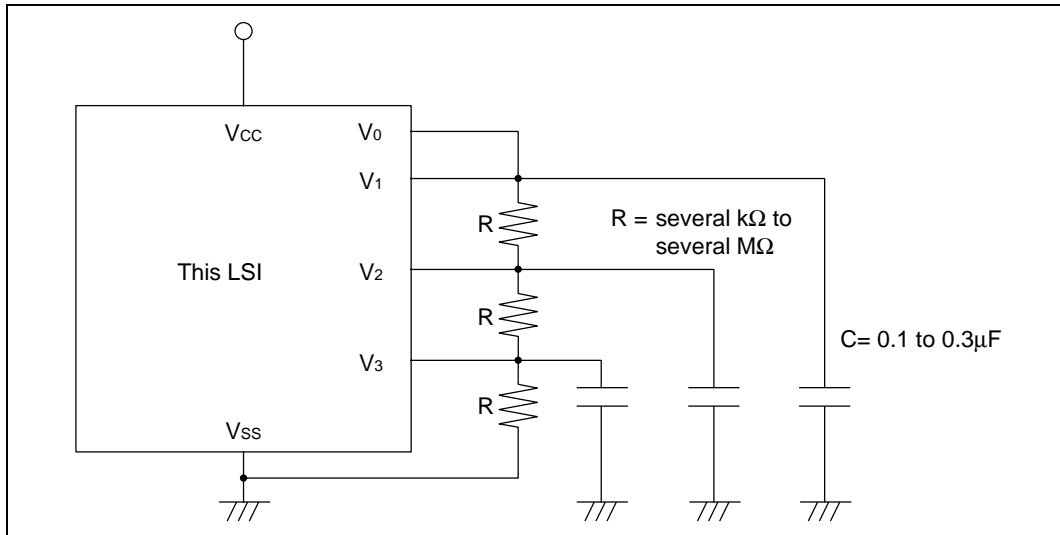 VCC
V0
V1
R
R = several kΩ to
several MΩ
This LSI
V2
R
C= 0.1 to 0.3μF
V3
R
VSS